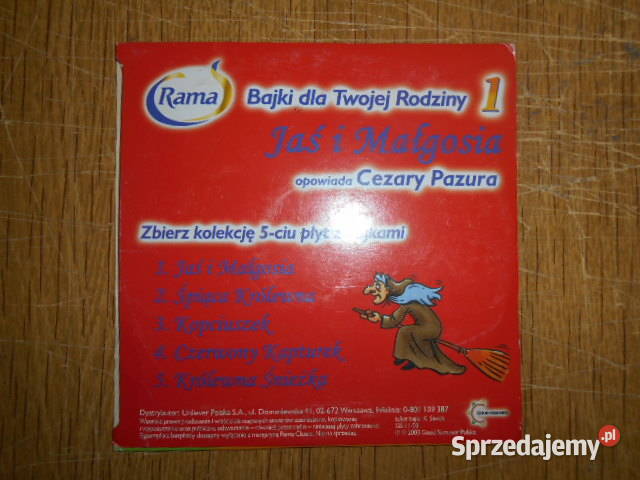 Rama
Bajki dla Twojej Rodziny 1
Jaś i Małgosia
opowiada Cezary Pazura
Zbierz kolekcję 5-ciu płyt z bajkami
1. Jaś i Małgosia
2. Śpiąca Królewna
3. Kopciuszek
4. Czerwony Kapturek
5. Królewna Śnieżka
Dystrybutor: Unilever Polska S.A., ul. Domaniewska 41, 02-672 Warszawa. Infolinia: 0-801 139 387
Sprzedajemy.pl